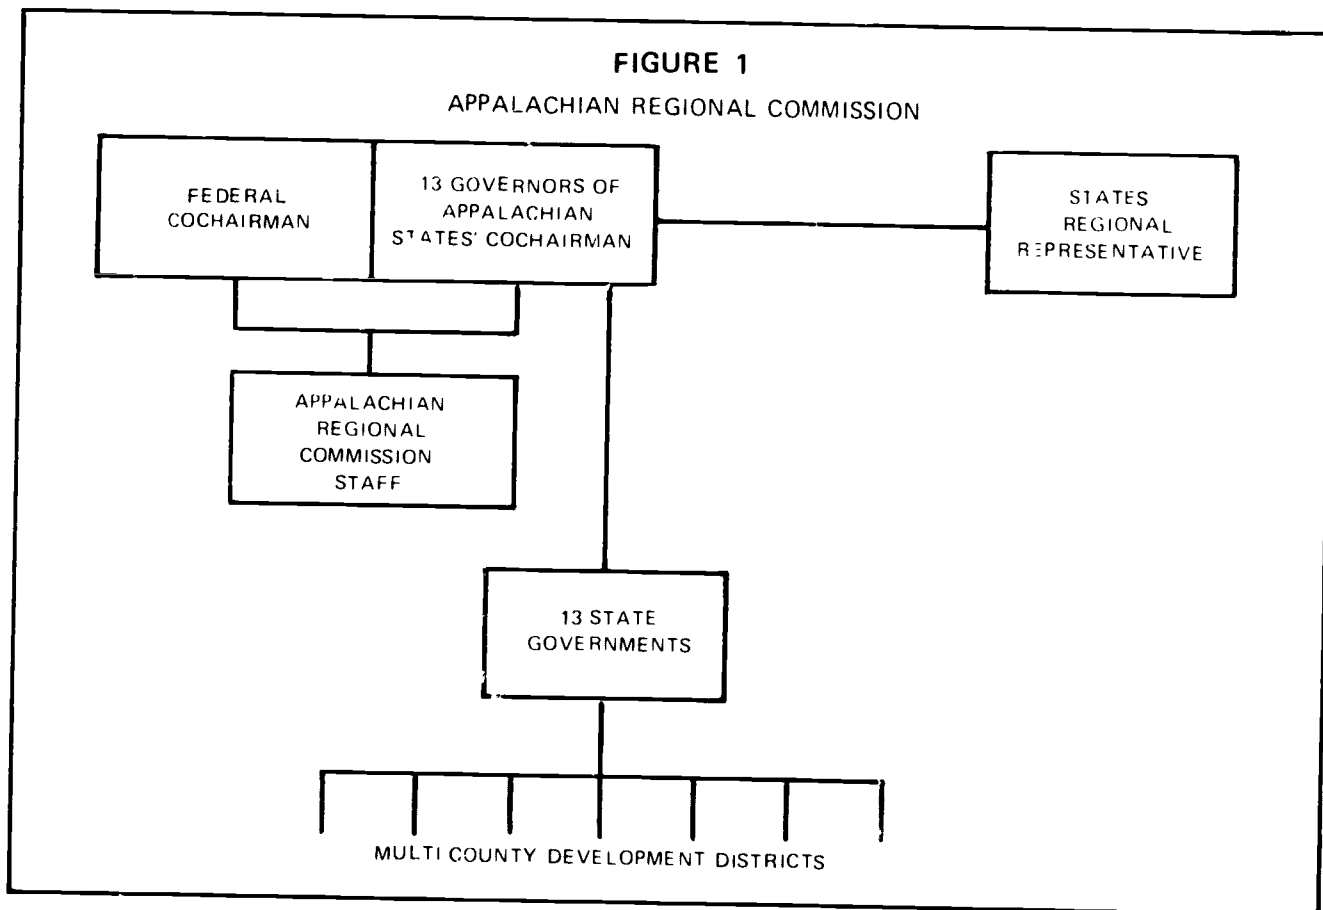 FIGURE 1
APPALACHIAN REGIONAL COMMISSION
FEDERAL
COCHAIRMAN
13 GOVERNORS OF
APPALACHIAN
STATES' COCHAIRMAN
STATES
REGIONAL
REPRESENTATIVE
APPALACHIAN
REGIONAL
COMMISSION
STAFF
13 STATE
GOVERNMENTS
MULTI COUNTY DEVELOPMENT DISTRICTS